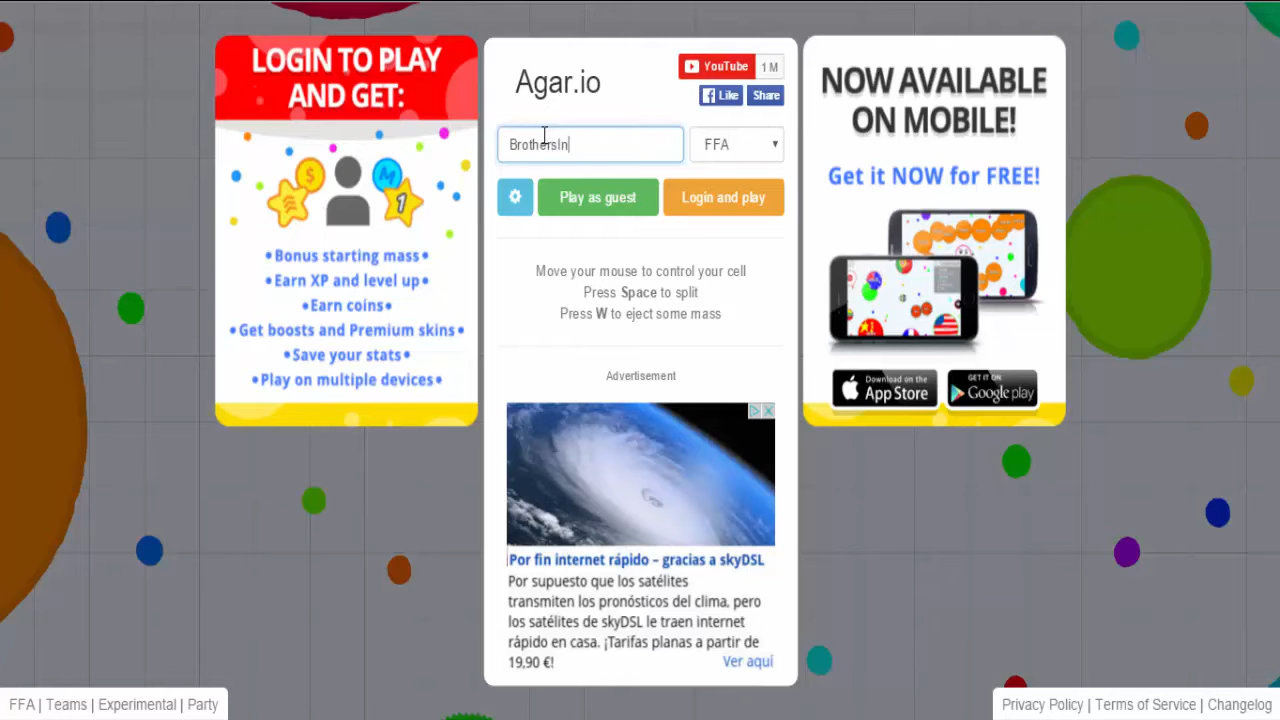 LOGIN TO PLAY
AND GET:
•Bonus starting mass•
•Earn XP and level up•
•Earn coins•
•Get boosts and Premium skins•
•Save your stats•
•Play on multiple devices•
Agar.io
YouTube 1 M
Like Share
BrothersIn
FFA
Play as guest
Login and play
Move your mouse to control your cell
Press Space to split
Press W to eject some mass
Advertisement
Por fin internet rápido – gracias a skyDSL
Por supuesto que los satélites
transmiten los pronósticos del clima, pero
los satélites de skyDSL le traen internet
rápido en casa. ¡Tarifas planas a partir de
19,90 €!
Ver aquí
NOW AVAILABLE
ON MOBILE!
Get it NOW for FREE!
Download on the
App Store
GET IT ON
Google play
FFA | Teams | Experimental | Party
Privacy Policy | Terms of Service | Changelog